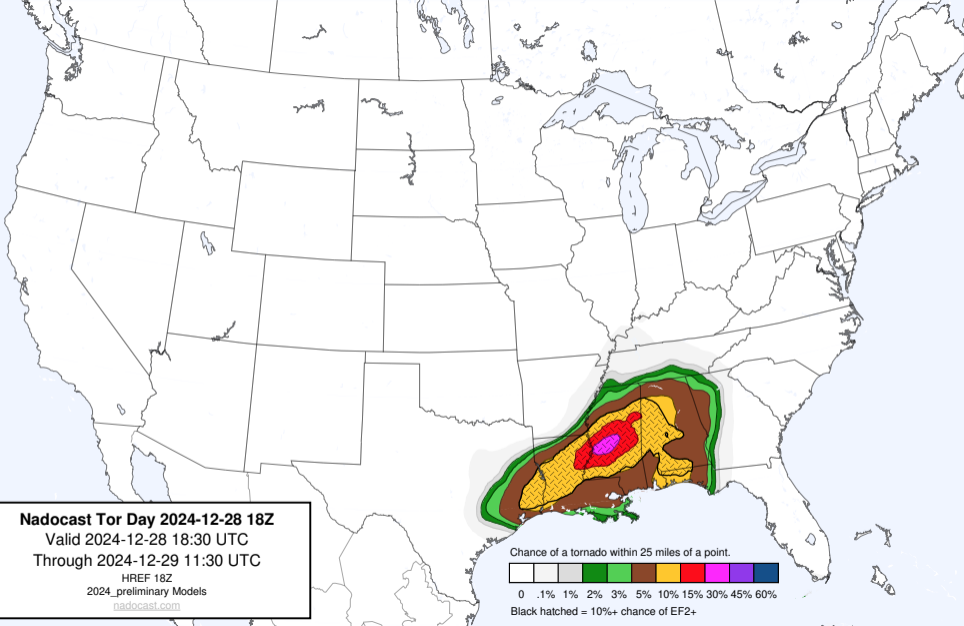 Nadocast Tor Day 2024-12-28 18Z
Valid 2024-12-28 18:30 UTC
Through 2024-12-29 11:30 UTC
HREF 18Z
2024_preliminary Models
nadocast.com
Chance of a tornado within 25 miles of a point.
0 .1% 1% 2% 3% 5% 10% 15% 30% 45% 60%
Black hatched = 10%+ chance of EF2+